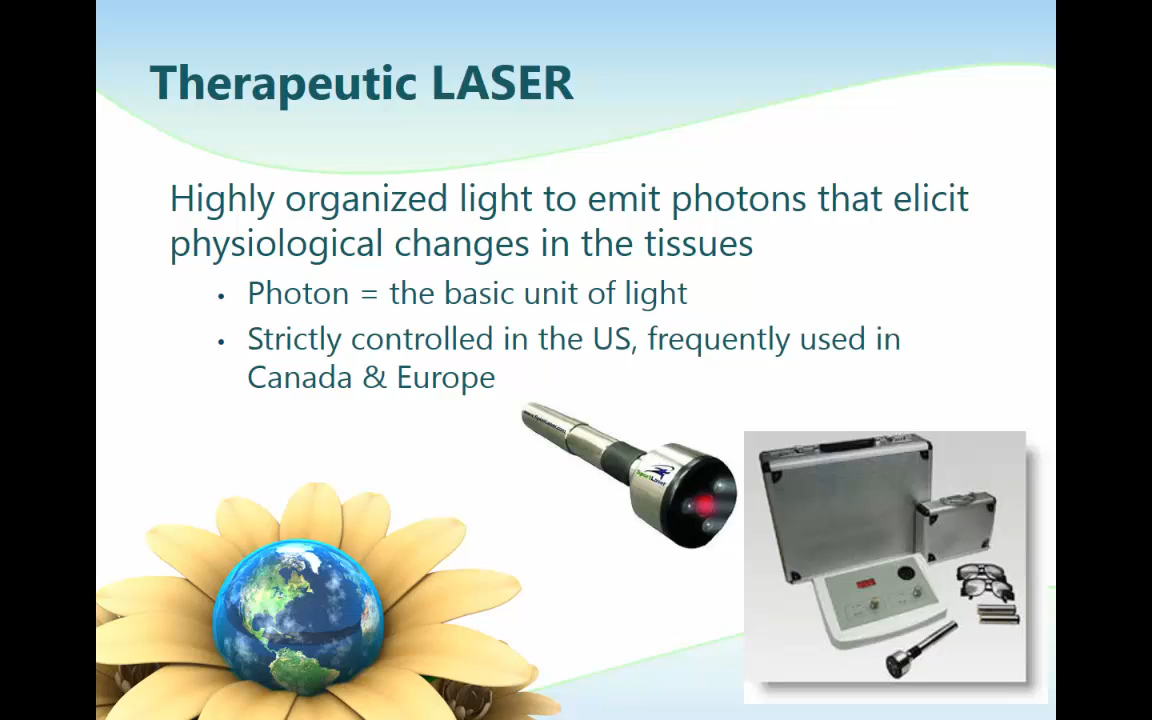 Therapeutic LASER
Highly organized light to emit photons that elicit
physiological changes in the tissues
• Photon = the basic unit of light
• Strictly controlled in the US, frequently used in
Canada & Europe